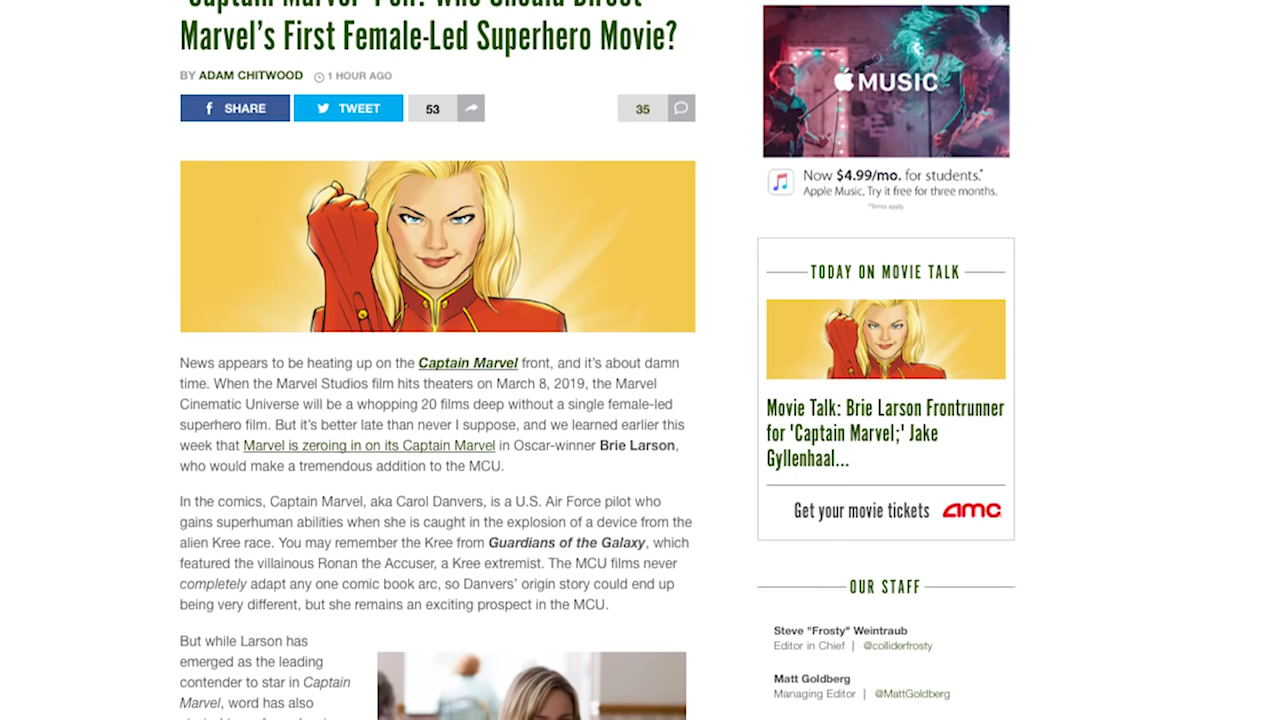 'Captain Marvel' Poll: Who Should Direct
Marvel's First Female-Led Superhero Movie?
BY ADAM CHITWOOD 1 HOUR AGO
SHARE
TWEET
53
35
News appears to be heating up on the Captain Marvel front, and it's about damn
time. When the Marvel Studios film hits theaters on March 8, 2019, the Marvel
Cinematic Universe will be a whopping 20 films deep without a single female-led
superhero film. But it's better late than never I suppose, and we learned earlier this
week that Marvel is zeroing in on its Captain Marvel in Oscar-winner Brie Larson,
who would make a tremendous addition to the MCU.
In the comics, Captain Marvel, aka Carol Danvers, is a U.S. Air Force pilot who
gains superhuman abilities when she is caught in the explosion of a device from the
alien Kree race. You may remember the Kree from Guardians of the Galaxy, which
featured the villainous Ronan the Accuser, a Kree extremist. The MCU films never
completely adapt any one comic book arc, so Danvers' origin story could end up
being very different, but she remains an exciting prospect in the MCU.
But while Larson has
emerged as the leading
contender to star in Captain
Marvel, word has also
MUSIC
Now $4.99/mo. for students.*
Apple Music. Try it free for three months.
*Terms apply.
TODAY ON MOVIE TALK
Movie Talk: Brie Larson Frontrunner
for 'Captain Marvel;' Jake
Gyllenhaal...
Get your movie tickets amc
OUR STAFF
Steve "Frosty" Weintraub
Editor in Chief | @colliderfrosty
Matt Goldberg
Managing Editor | @MattGoldberg